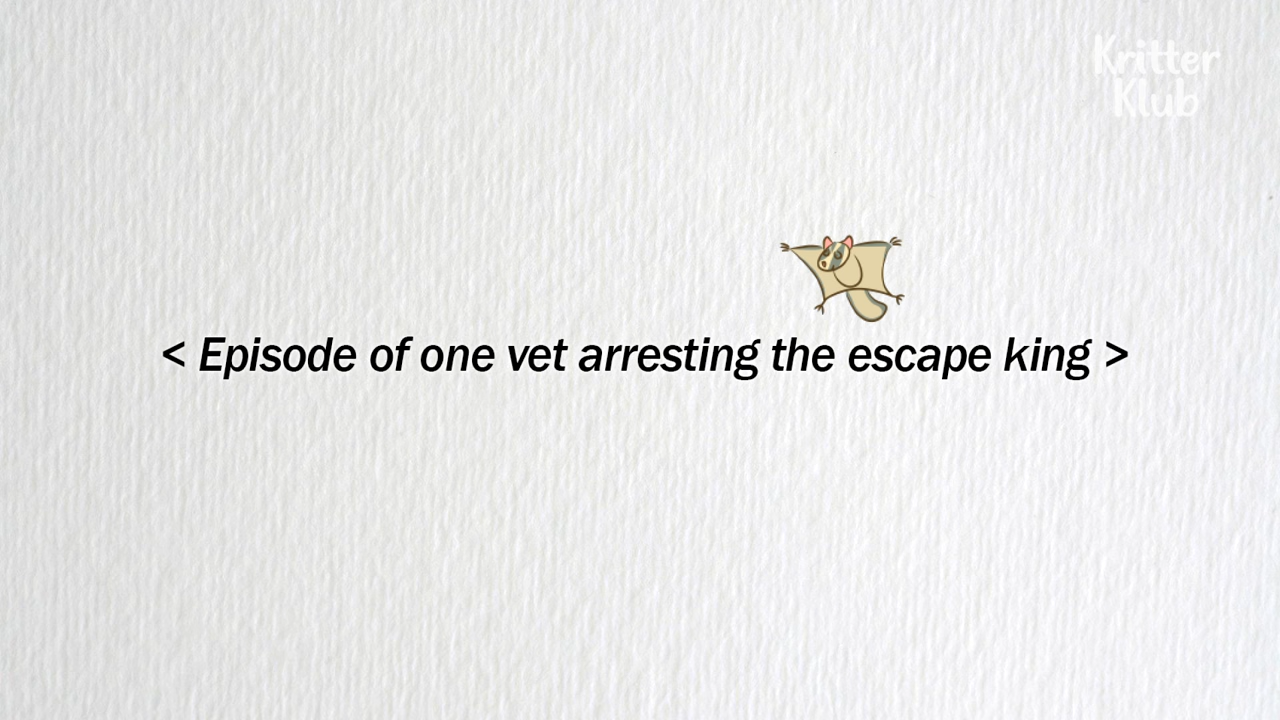 Kritter
Klub
< Episode of one vet arresting the escape king >